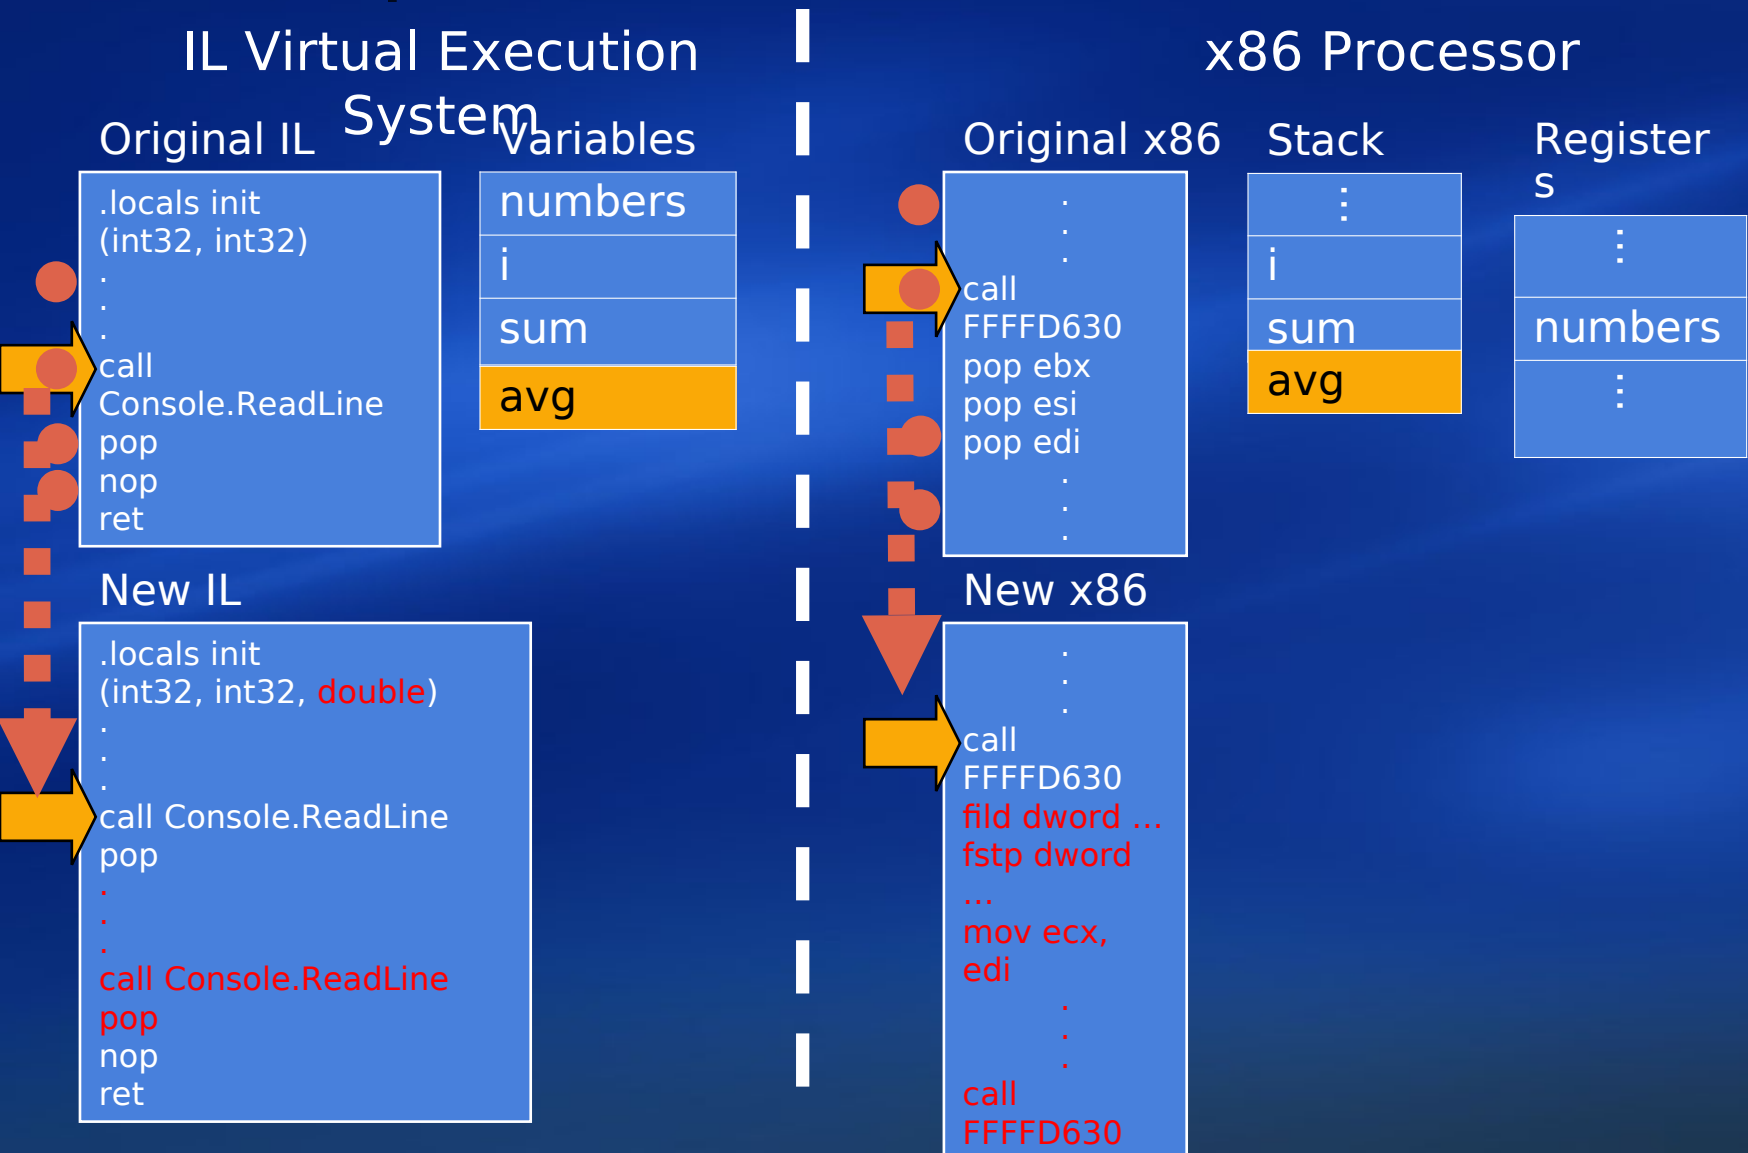 IL Virtual Execution
System
Original IL
.locals init
(int32, int32)
.
.
.
call
Console.ReadLine
pop
nop
ret
Variables
numbers
i
sum
avg
New IL
.locals init
(int32, int32, double)
.
.
.
call Console.ReadLine
pop
.
.
.
call Console.ReadLine
pop
nop
ret
x86 Processor
Original x86
.
.
.
call
FFFFD630
pop ebx
pop esi
pop edi
.
.
.
Stack
...
i
sum
avg
Register
s
...
numbers
...
New x86
.
.
.
call
FFFFD630
fild dword …
fstp dword
…
mov ecx,
edi
.
.
.
call
FFFFD630